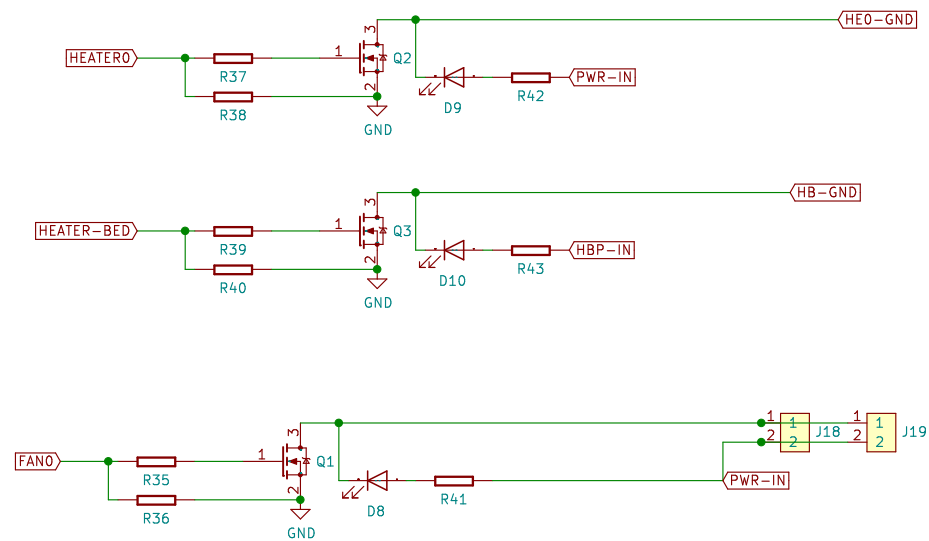 3
HE0-GND
HEATER0
1
Q2
R37
PWR-IN
2
R42
R38
D9
GND
3
HB-GND
HEATER-BED
1
Q3
R39
HBP-IN
2
R43
R40
D10
GND
3
1
1
1
1
J18
J19
2
2
2
2
FAN0
1
Q1
R35
PWR-IN
2
R41
R36
D8
GND